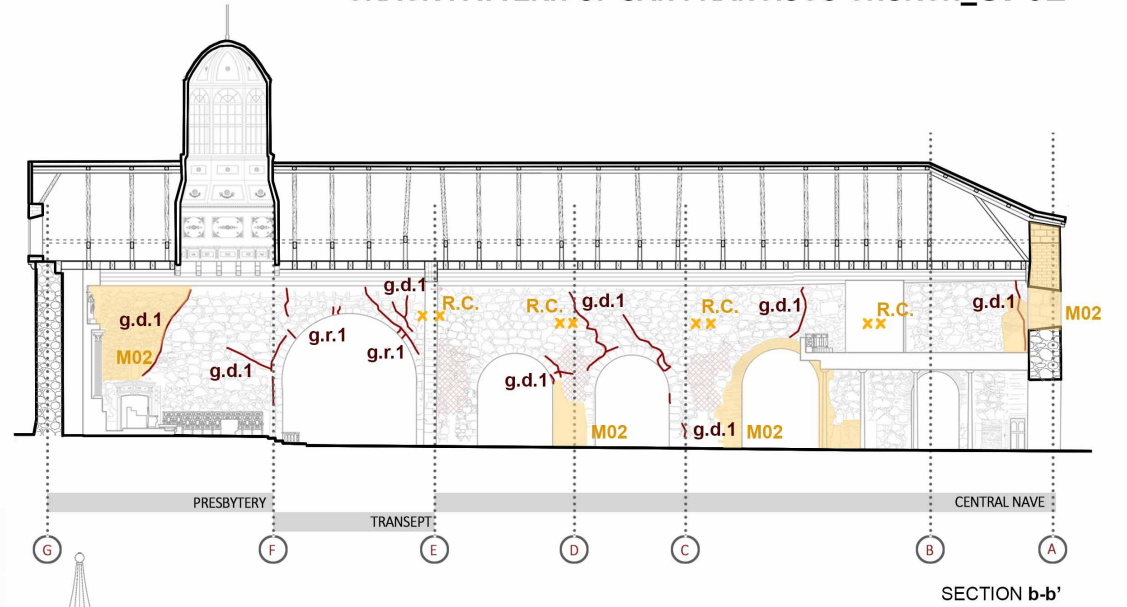 g.d.1
g.d.1
g.d.1
g.d.1
R.C.
R.C.
R.C.
R.C.
M02
g.d.1
g.r.1
g.r.1
M02
g.d.1
g.d.1
M02
g.d.1
M02
PRESBYTERY
CENTRAL NAVE
TRANSEPT
G
F
E
D
C
B
A
SECTION b-b'